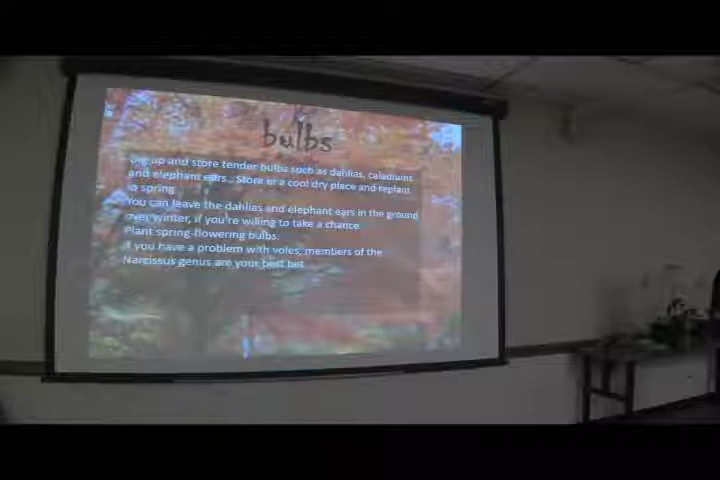 bulbs
Dig up and store tender bulbs such as dahlias, caladiums
and elephant ears.. Store in a cool dry place and replant
in spring
You can leave the dahlias and elephant ears in the ground
over winter, if you're willing to take a chance.
Plant spring-flowering bulbs.
If you have a problem with voles, members of the
Narcissus genus are your best bet